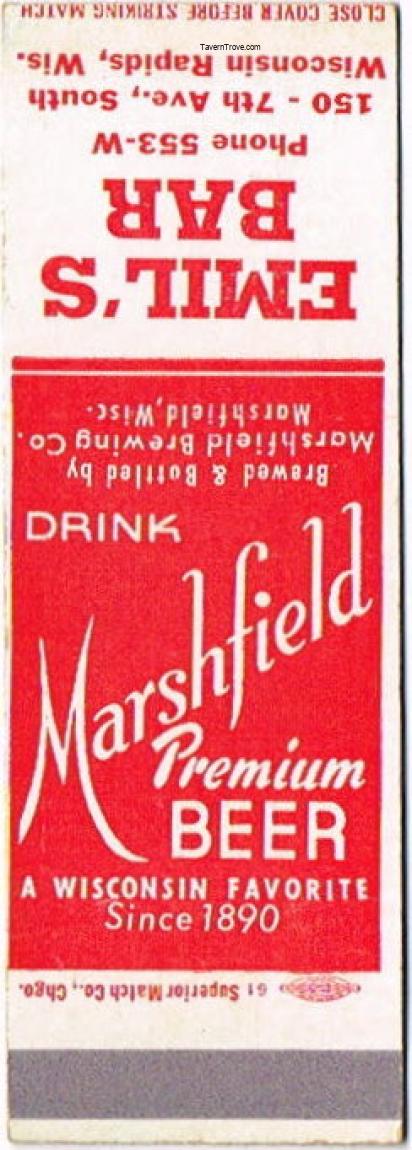 CLOSE COVER BEFORE STRIKING MATCH
TavernTrove.com
EMIL'S
BAR
Phone 553-W
150 - 7th Ave., South
Wisconsin Rapids, Wis.
Brewed & Bottled by
Marshfield Brewing Co.
Marshfield, Wisc.
DRINK
Marshfield
Premium
BEER
A WISCONSIN FAVORITE
Since 1890
61 Superior Match Co., Chgo.